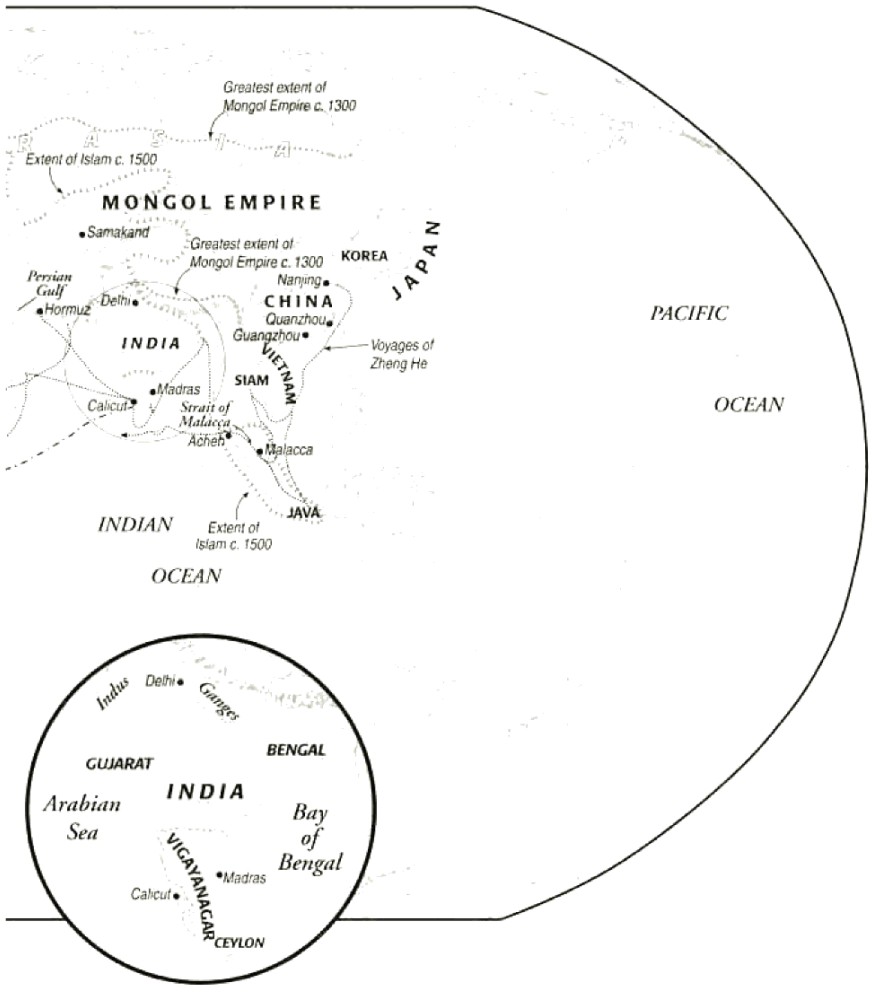 Greatest extent of
Mongol Empire c. 1300
R A S I A
Extent of Islam c. 1500
MONGOL EMPIRE
Samakand
Greatest extent of
Mongol Empire c. 1300
KOREA
JAPAN
Persian
Gulf
Hormuz
Delhi
Nanjing
CHINA
Quanzhou
Guangzhou
INDIA
VIETNAM
Voyages of
Zheng He
SIAM
Madras
Calicut
Strait of
Malacca
Acheh
Malacca
JAVA
PACIFIC
OCEAN
INDIAN
OCEAN
Extent of
Islam c. 1500
Indus
Delhi
Ganges
GUJARAT
BENGAL
INDIA
Arabian
Sea
Bay
of
Bengal
VIGAYANAGAR
Madras
Calicut
CEYLON